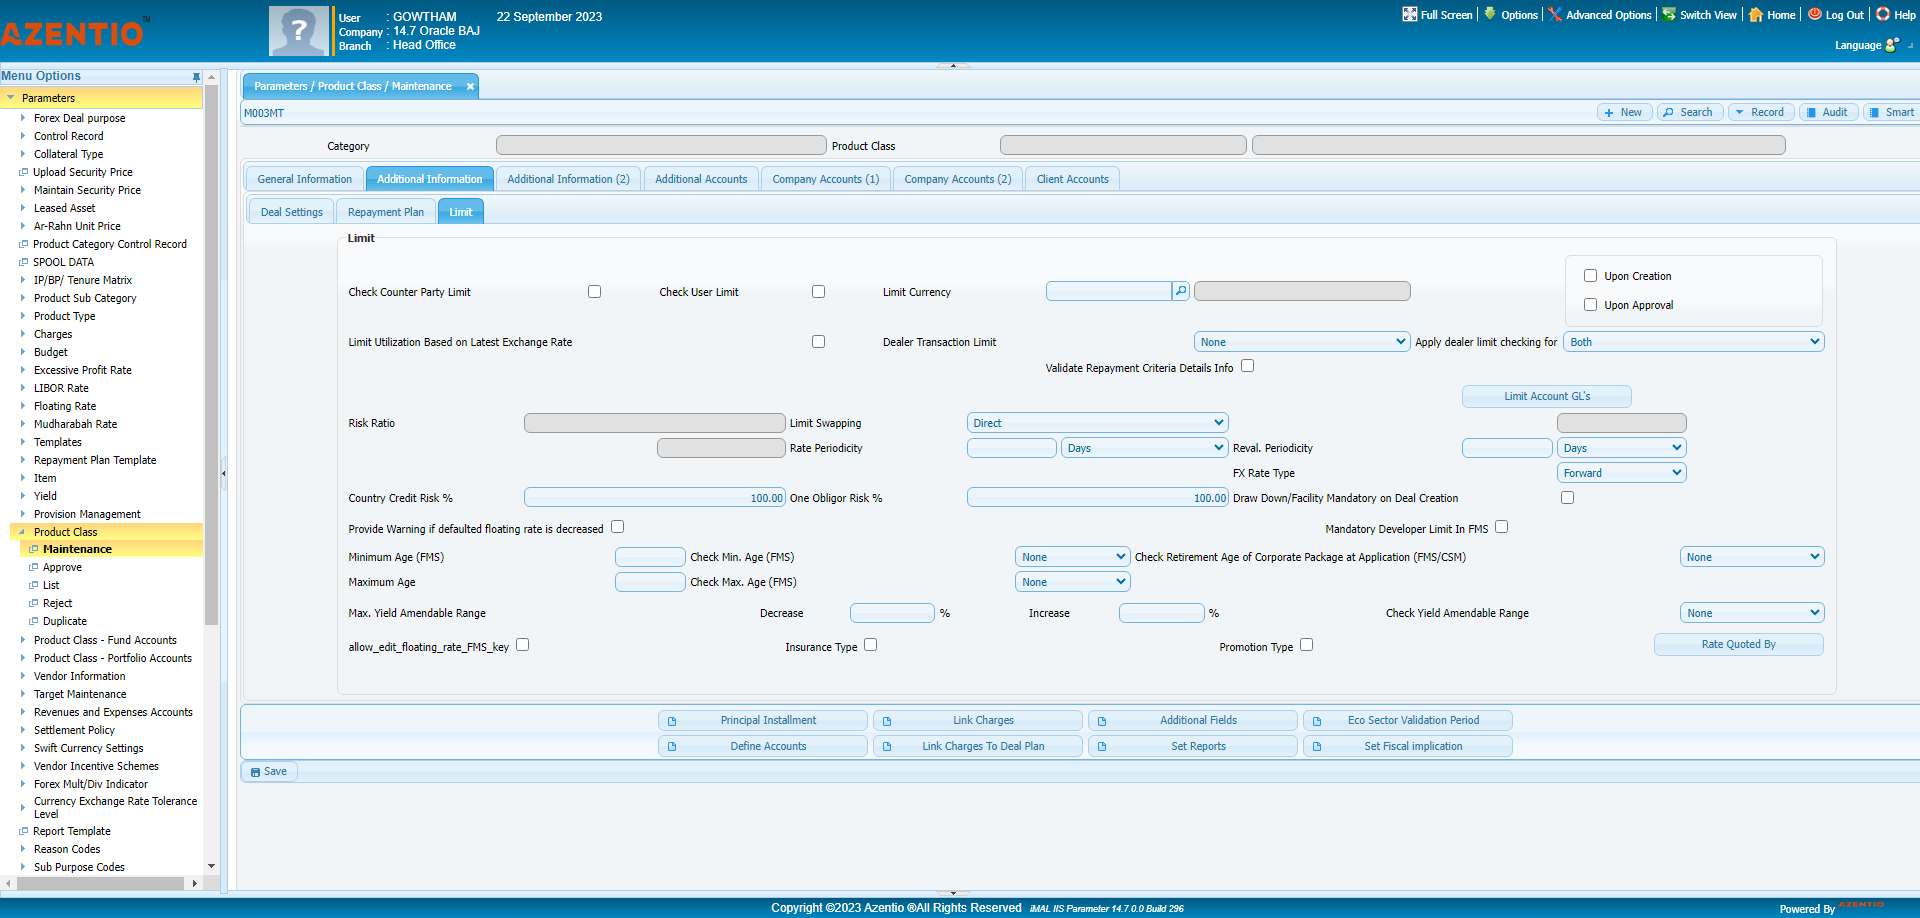 AZENTIO™
User : GOWTHAM 22 September 2023
Company : 14.7 Oracle BAJ
Branch : Head Office
Full Screen Options Advanced Options Switch View Home Log Out Help
Language
Menu Options
Parameters
Forex Deal purpose
Control Record
Collateral Type
Upload Security Price
Maintain Security Price
Leased Asset
Ar-Rahn Unit Price
Product Category Control Record
SPOOL DATA
IP/BP/ Tenure Matrix
Product Sub Category
Product Type
Charges
Budget
Excessive Profit Rate
LIBOR Rate
Floating Rate
Mudharabah Rate
Templates
Repayment Plan Template
Item
Yield
Provision Management
Product Class
Maintenance
Approve
List
Reject
Duplicate
Product Class - Fund Accounts
Product Class - Portfolio Accounts
Vendor Information
Target Maintenance
Revenues and Expenses Accounts
Settlement Policy
Swift Currency Settings
Vendor Incentive Schemes
Forex Mult/Div Indicator
Currency Exchange Rate Tolerance
Level
Report Template
Reason Codes
Sub Purpose Codes
Parameters / Product Class / Maintenance
M003MT New Search Record Audit Smart
Category Product Class
General Information Additional Information Additional Information (2) Additional Accounts Company Accounts (1) Company Accounts (2) Client Accounts
Deal Settings Repayment Plan Limit
Limit
Upon Creation
Check Counter Party Limit Check User Limit Limit Currency
Upon Approval
Limit Utilization Based on Latest Exchange Rate Dealer Transaction Limit None Apply dealer limit checking for Both
Validate Repayment Criteria Details Info
Limit Account GL's
Risk Ratio Limit Swapping Direct
Rate Periodicity Days Reval. Periodicity Days
FX Rate Type Forward
Country Credit Risk % 100.00 One Obligor Risk % 100.00 Draw Down/Facility Mandatory on Deal Creation
Provide Warning if defaulted floating rate is decreased Mandatory Developer Limit In FMS
Minimum Age (FMS) Check Min. Age (FMS) None Check Retirement Age of Corporate Package at Application (FMS/CSM) None
Maximum Age Check Max. Age (FMS) None
Max. Yield Amendable Range Decrease % Increase % Check Yield Amendable Range None
allow_edit_floating_rate_FMS_key Insurance Type Promotion Type Rate Quoted By
Principal Installment Link Charges Additional Fields Eco Sector Validation Period
Define Accounts Link Charges To Deal Plan Set Reports Set Fiscal implication
Save
Copyright ©2023 Azentio ®All Rights Reserved iMAL IIS Parameter 14.7.0.0 Build 296
Powered By AZENTIO